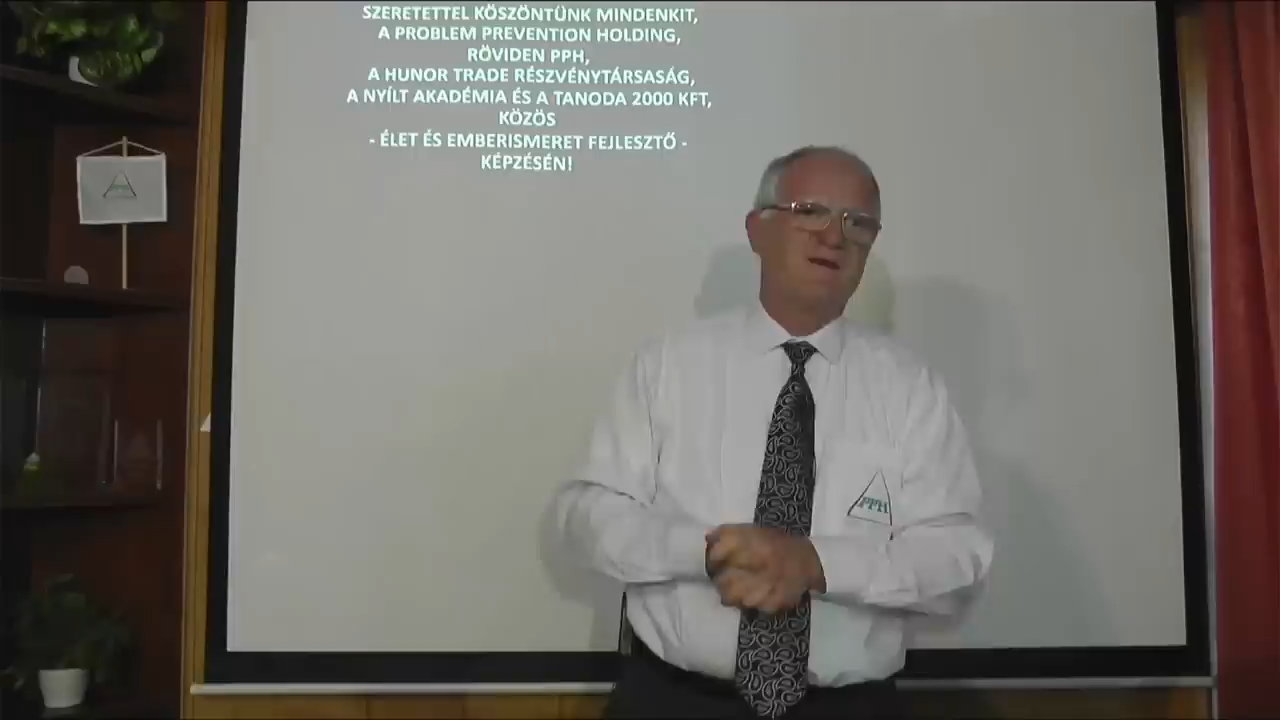 SZERETETTEL KÖSZÖNTÜNK MINDENKIT,
A PROBLEM PREVENTION HOLDING,
RÖVIDEN PPH,
A HUNOR TRADE RÉSZVÉNYTÁRSASÁG,
A NYÍLT AKADÉMIA ÉS A TANODA 2000 KFT,
KÖZÖS
- ÉLET ÉS EMBERISMERET FEJLESZTŐ -
KÉPZÉSÉN!
PPH